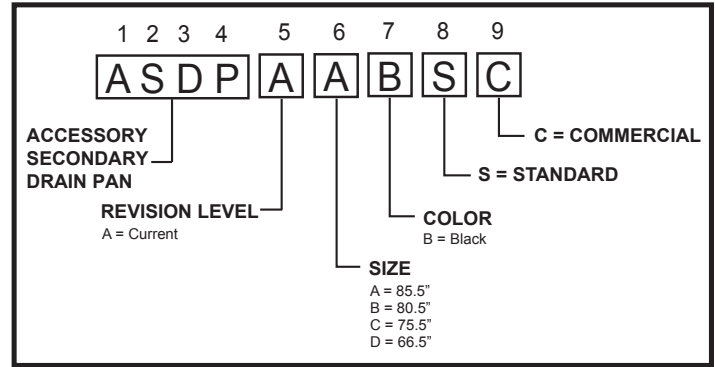 1 2 3 4 5 6 7 8 9
A S D P A A B S C
ACCESSORY
SECONDARY
DRAIN PAN
C = COMMERCIAL
S = STANDARD
REVISION LEVEL
A = Current
COLOR
B = Black
SIZE
A = 85.5”
B = 80.5”
C = 75.5”
D = 66.5”